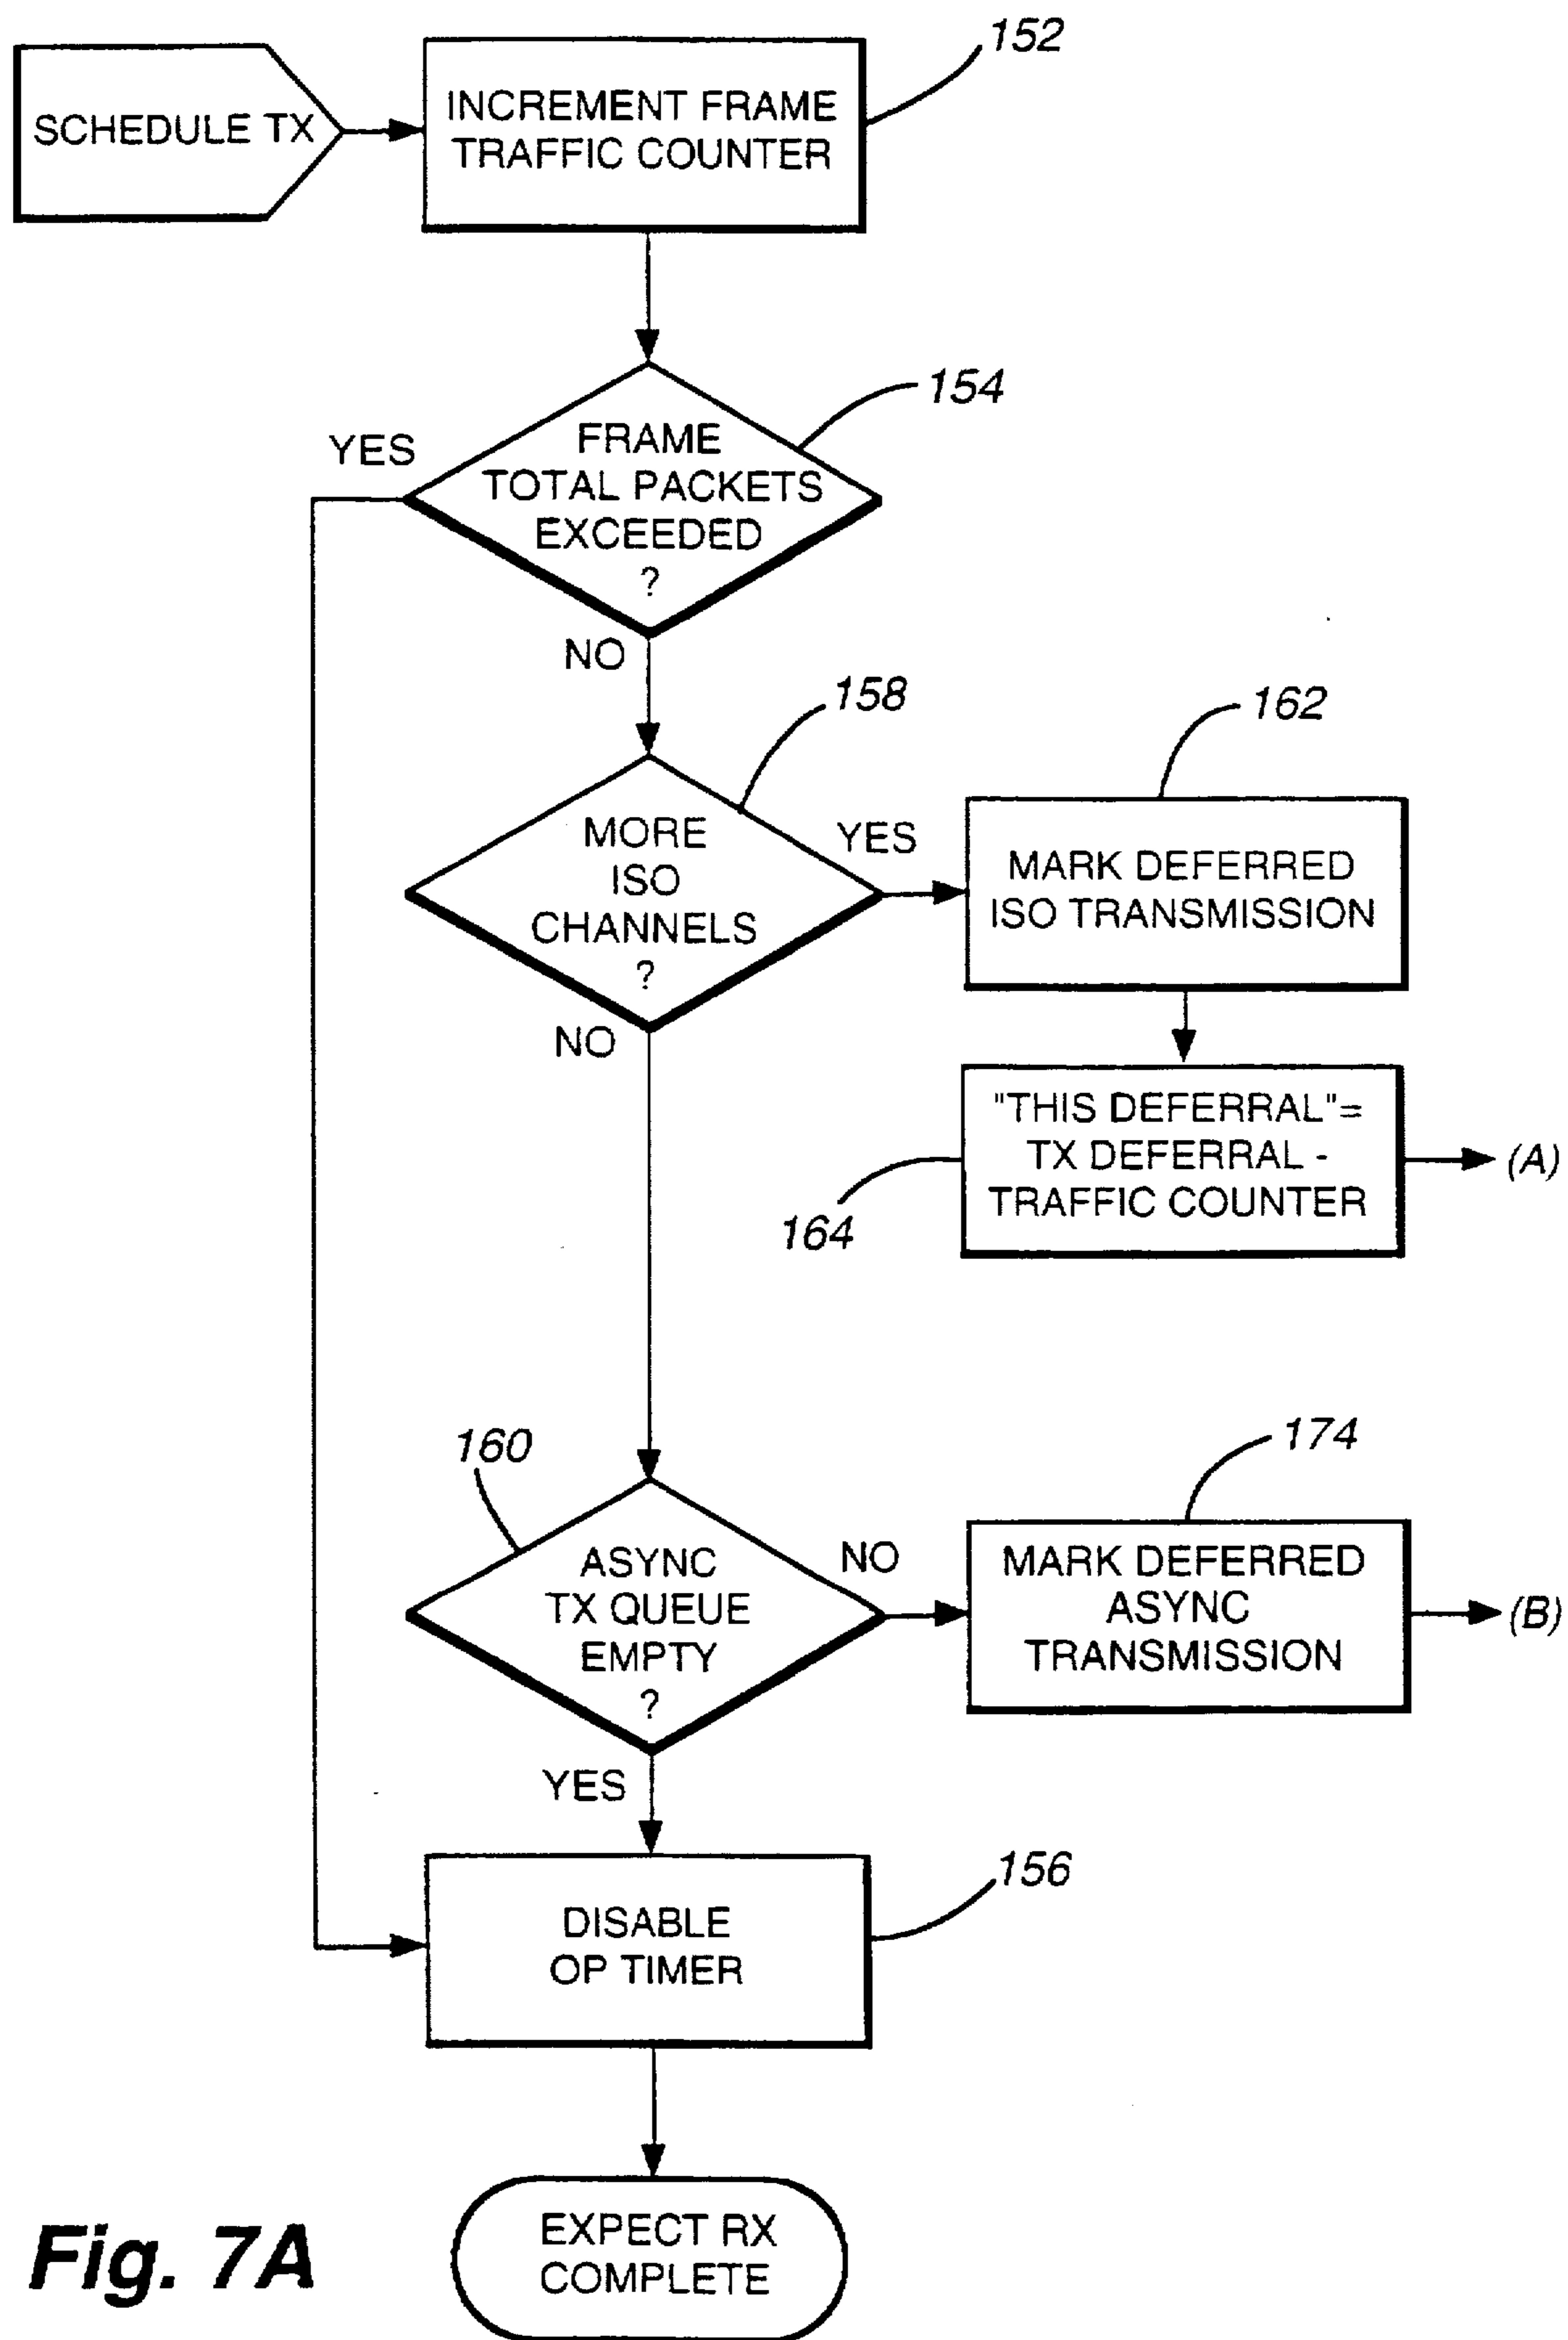 152
SCHEDULE TX
INCREMENT FRAME
TRAFFIC COUNTER
154
YES
FRAME
TOTAL PACKETS
EXCEEDED
?
NO
158
162
MORE
ISO
CHANNELS
?
YES
MARK DEFERRED
ISO TRANSMISSION
NO
"THIS DEFERRAL"=
TX DEFERRAL -
TRAFFIC COUNTER
(A)
164
160
174
ASYNC
TX QUEUE
EMPTY
?
NO
MARK DEFERRED
ASYNC
TRANSMISSION
(B)
YES
156
DISABLE
OP TIMER
EXPECT RX
COMPLETE
Fig. 7A